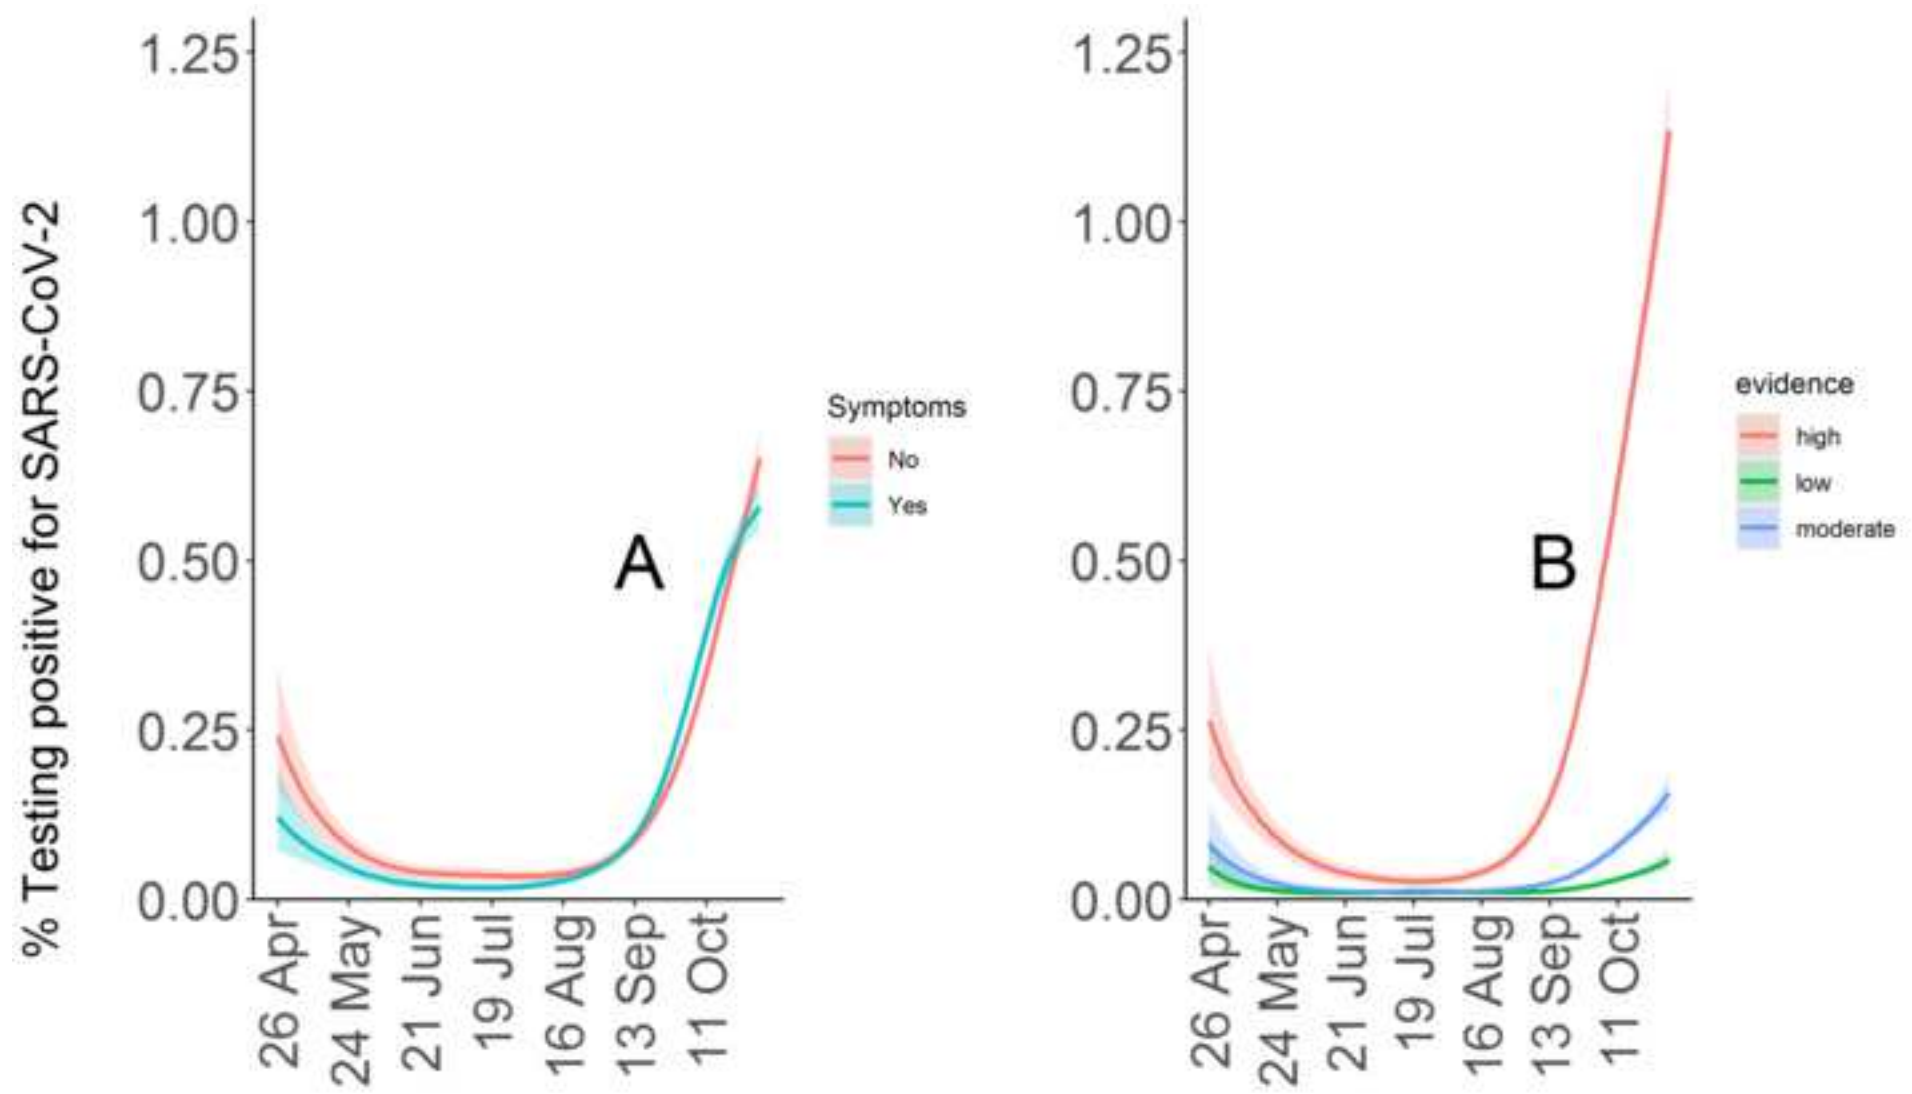 % Testing positive for SARS-CoV-2
1.25
1.00
0.75
0.50
0.25
0.00
26 Apr
24 May
21 Jun
19 Jul
16 Aug
13 Sep
11 Oct
A
Symptoms
No
Yes
1.25
1.00
0.75
0.50
0.25
0.00
26 Apr
24 May
21 Jun
19 Jul
16 Aug
13 Sep
11 Oct
B
evidence
high
low
moderate